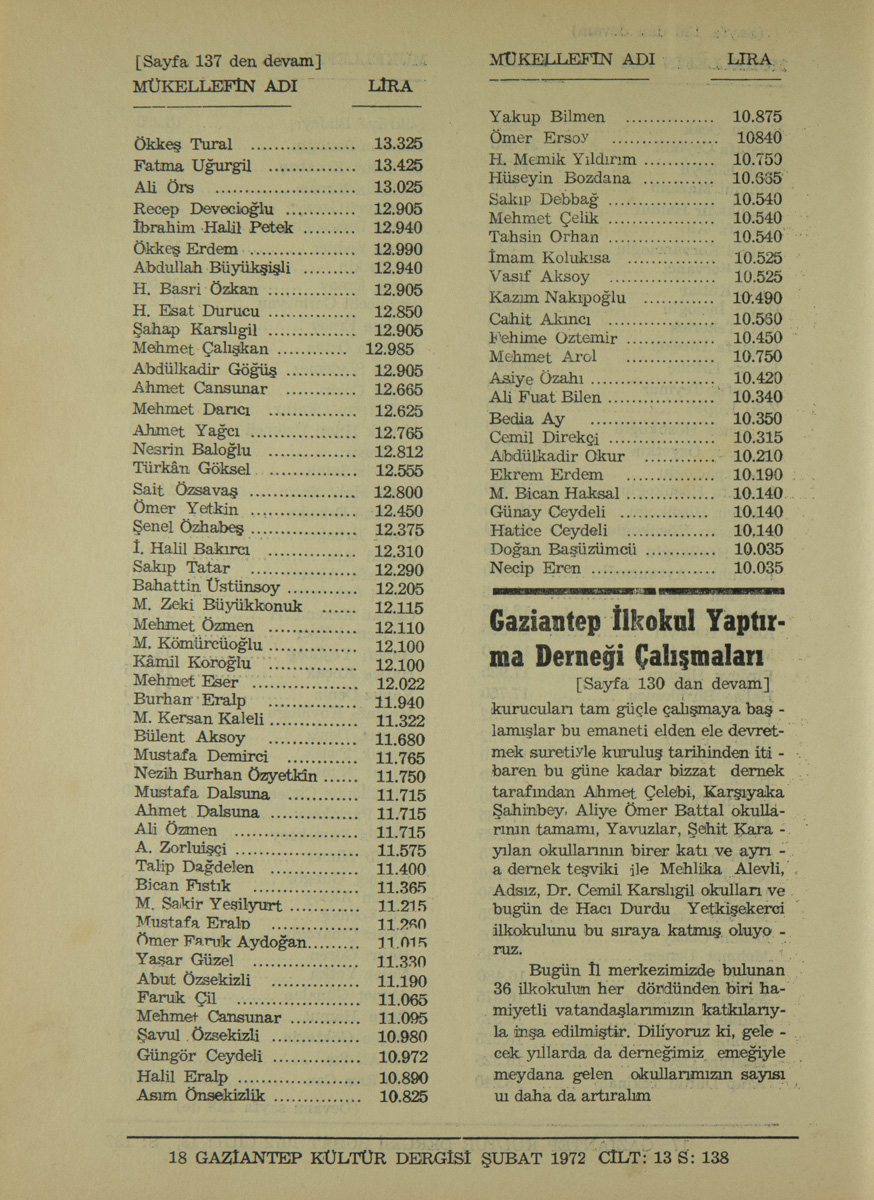 [Sayfa 137 den devam]
MÜKELLEFİN ADI LİRA
Ökkeş Tural ................. 13.325
Fatma Uğurgil .............. 13.425
Ali Örs ....................... 13.025
Recep Devecioğlu ........... 12.905
İbrahim Halil Petek ......... 12.940
Ökkeş Erdem ................. 12.990
Abdullah Büyükşişli ......... 12.940
H. Basri Özkan .............. 12.905
H. Esat Durucu .............. 12.850
Şahap Karslıgil .............. 12.905
Mehmet Çalışkan ............ 12.985
Abdülkadir Göğüş ........... 12.905
Ahmet Cansunar ............ 12.665
Mehmet Darıcı .............. 12.625
Ahmet Yağcı ................. 12.765
Nesrin Baloğlu .............. 12.812
Türkân Göksel .............. 12.555
Sait Özsavaş ................. 12.800
Ömer Yetkin ................. 12.450
Şenel Özhabeş ................. 12.375
İ. Halil Bakırcı .............. 12.310
Sakıp Tatar ................. 12.290
Bahattin Üstünsoy ........... 12.205
M. Zeki Büyükkonuk ...... 12.115
Mehmet Özmen .............. 12.110
M. Kömürcüoğlu .............. 12.100
Kâmil Köroğlu .............. 12.100
Mehmet Eser ................. 12.022
Burhan Eralp .............. 11.940
M. Kersan Kaleli .............. 11.322
Bülent Aksoy .............. 11.680
Mustafa Demirci ........... 11.765
Nezih Burhan Özyetkin ...... 11.750
Mustafa Dalsuna ........... 11.715
Ahmet Dalsuna .............. 11.715
Ali Özmen .................... 11.715
A. Zorluişçi .................... 11.575
Talip Dağdelen .............. 11.400
Bican Fıstık ................. 11.365
M. Şakir Yeşilyurt ........... 11.215
Mustafa Eralp .............. 11.260
Ömer Faruk Aydoğan......... 11.015
Yaşar Güzel ................. 11.330
Abut Özsekizli .............. 11.190
Faruk Çil .................... 11.065
Mehmet Cansunar ........... 11.095
Şavul Özsekizli .............. 10.980
Güngör Ceydeli .............. 10.972
Halil Eralp .................... 10.890
Asım Önsekizlik .............. 10.825
MÜKELLEFİN ADI LİRA
Yakup Bilmen .............. 10.875
Ömer Ersoy ................. 10840
H. Memik Yıldırım ............ 10.750
Hüseyin Bozdana ............ 10.665
Sakıp Debbağ ................. 10.540
Mehmet Çelik ................. 10.540
Tahsin Orhan ................. 10.540
İmam Kolukısa .............. 10.525
Vasıf Aksoy ................. 10.525
Kazım Nakıpoğlu ............ 10.490
Cahit Akıncı ................. 10.560
Fehime Öztemir .............. 10.450
Mehmet Arol .............. 10.750
Asiye Özahı .................... 10.420
Ali Fuat Bilen ................. 10.340
Bedia Ay .................... 10.350
Cemil Direkçi ................. 10.315
Abdülkadir Okur ............ 10.210
Ekrem Erdem .............. 10.190
M. Bican Haksal .............. 10.140
Günay Ceydeli .............. 10.140
Hatice Ceydeli .............. 10.140
Doğan Başüzümcü ............ 10.035
Necip Eren .................... 10.035
Gaziantep İlkokul Yaptır-
ma Derneği Çalışmaları
[Sayfa 130 dan devam]
kurucuları tam güçle çalışmaya baş -
lamışlar bu emaneti elden ele devret-
mek suretiyle kuruluş tarihinden iti -
baren bu güne kadar bizzat dernek
tarafından Ahmet Çelebi, Karşıyaka
Şahinbey, Aliye Ömer Battal okulla-
rının tamamı, Yavuzlar, Şehit Kara -
yılan okullarının birer katı ve ayrı -
a dernek teşviki ile Mehlika Alevli,
Adsız, Dr. Cemil Karslıgil okulları ve
bugün de Hacı Durdu Yetkişekerci
ilkokulunu bu sıraya katmış oluyo -
ruz.
Bugün İl merkezimizde bulunan
36 ilkokulun her dördünden biri ha-
miyetli vatandaşlarımızın katkılarıy-
la inşa edilmiştir. Diliyoruz ki, gele -
cek yıllarda da derneğimiz emeğiyle
meydana gelen okullarımızın sayısı
uı daha da artıralım
18 GAZİANTEP KÜLTÜR DERGİSİ ŞUBAT 1972 CİLT: 13 S: 138